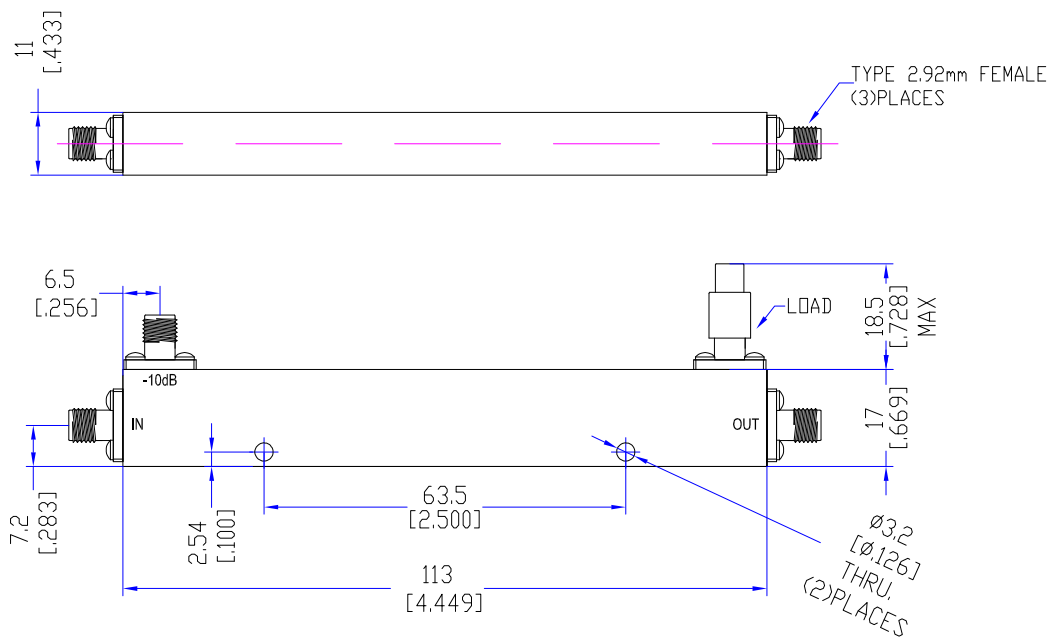 11
[.433]
TYPE 2.92mm FEMALE
(3)PLACES
6.5
[.256]
LOAD
18.5
[.728]
MAX
-10dB
IN
OUT
17
[.669]
7.2
[.283]
2.54
[.100]
63.5
[2.500]
ø3.2
[ø.126]
THRU.
(2)PLACES
113
[4.449]